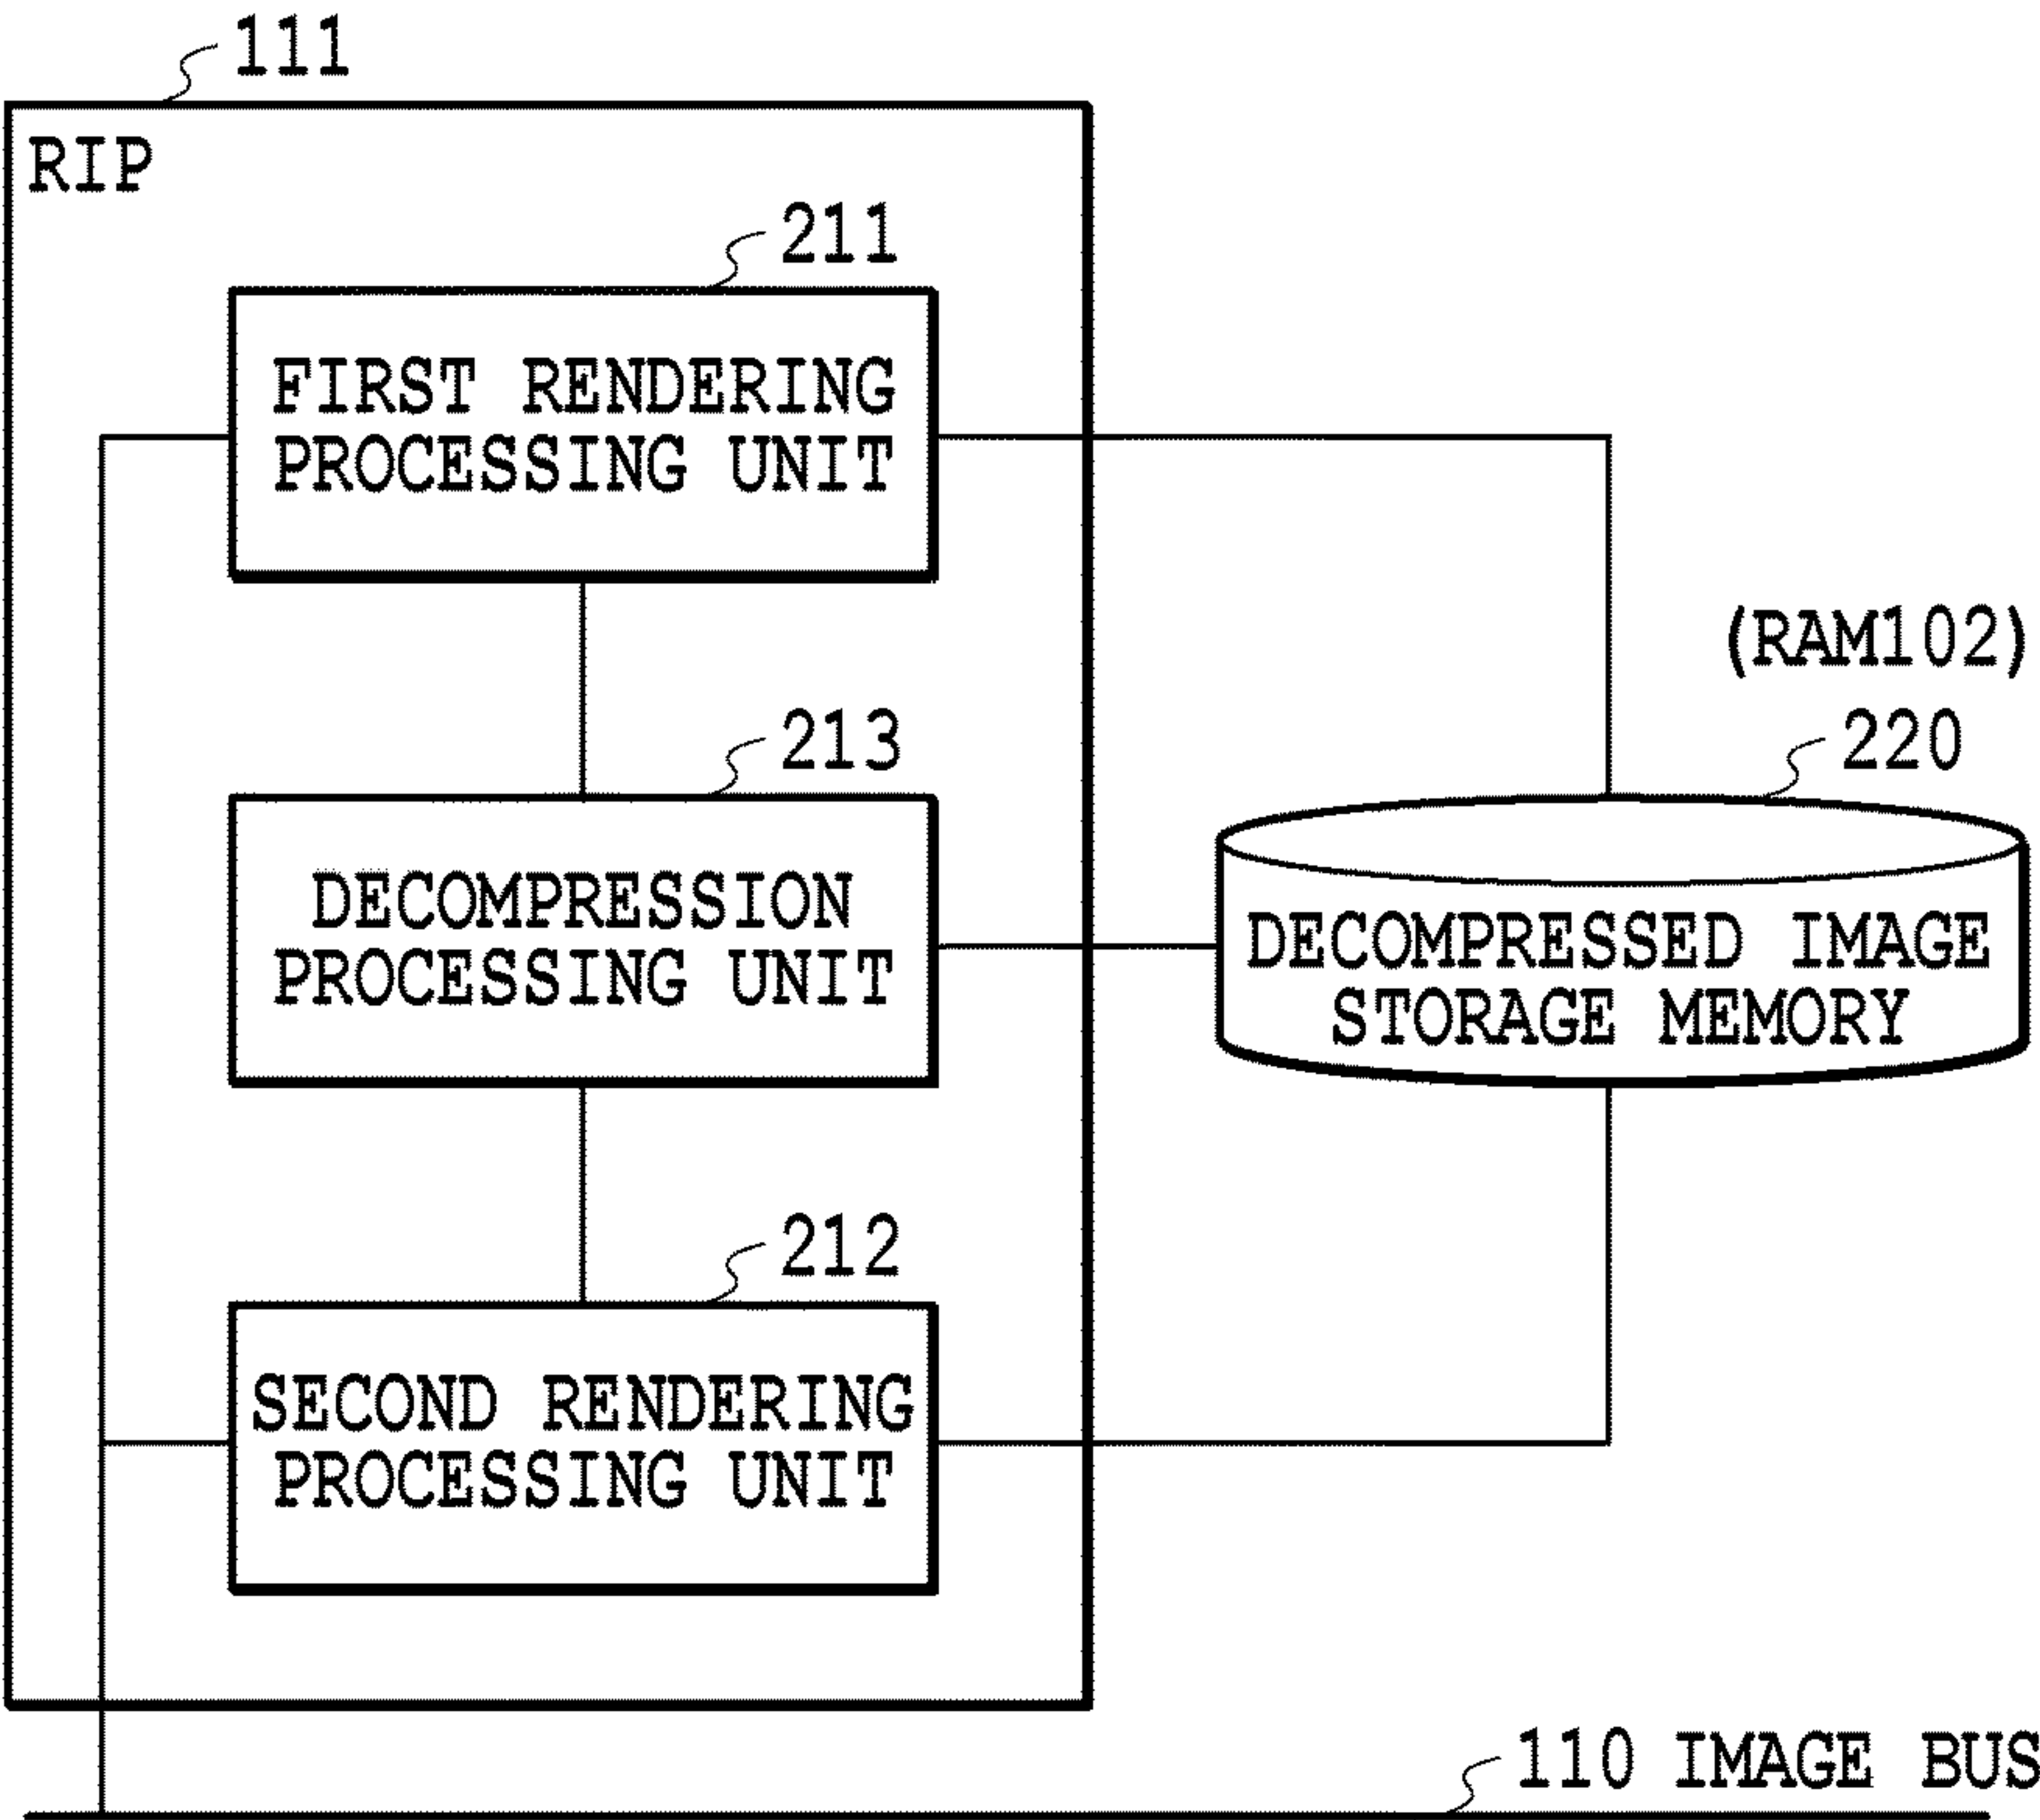 111
RIP
211
FIRST RENDERING
PROCESSING UNIT
(RAM102)
213
220
DECOMPRESSION
PROCESSING UNIT
DECOMPRESSED IMAGE
STORAGE MEMORY
212
SECOND RENDERING
PROCESSING UNIT
110 IMAGE BUS